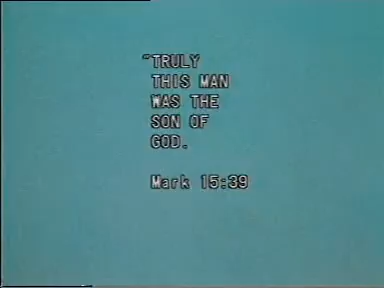 "TRULY
THIS MAN
WAS THE
SON OF
GOD.
Mark 15:39